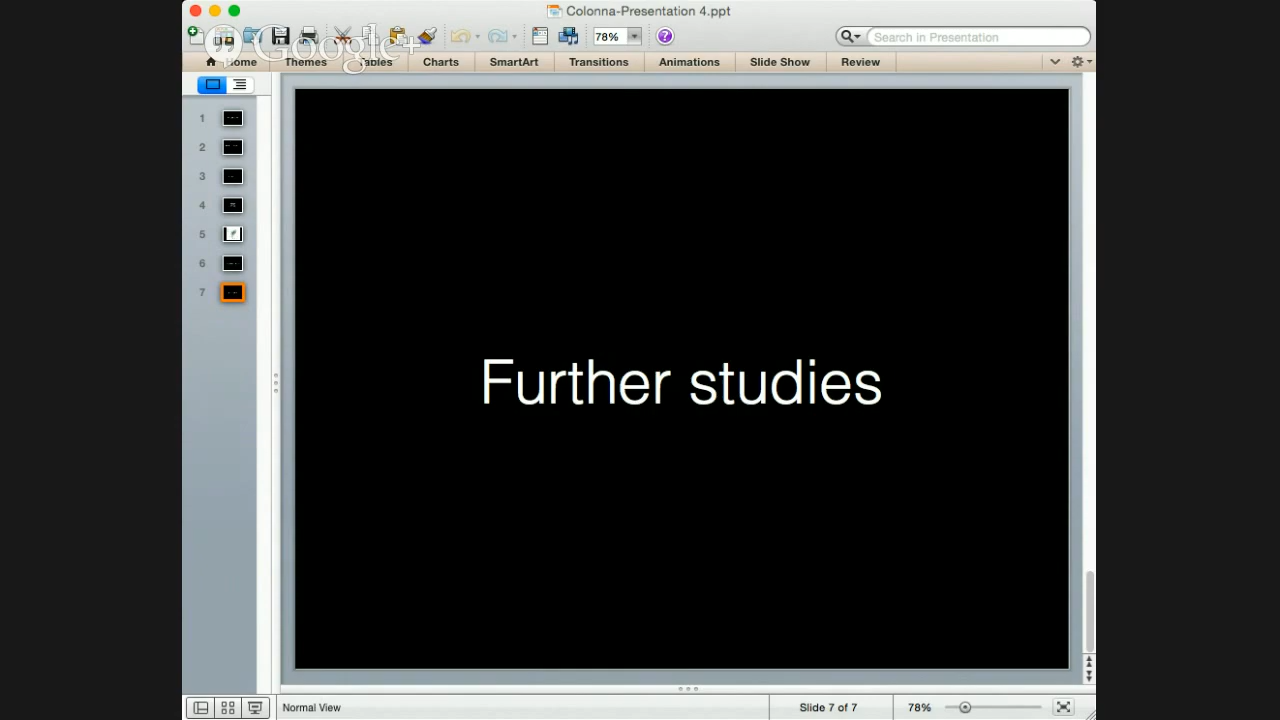 Colonna-Presentation 4.ppt
Google+
78%
Search in Presentation
Home
Themes
Tables
Charts
SmartArt
Transitions
Animations
Slide Show
Review
1
2
3
4
5
6
7
Further studies
Normal View
Slide 7 of 7
78%